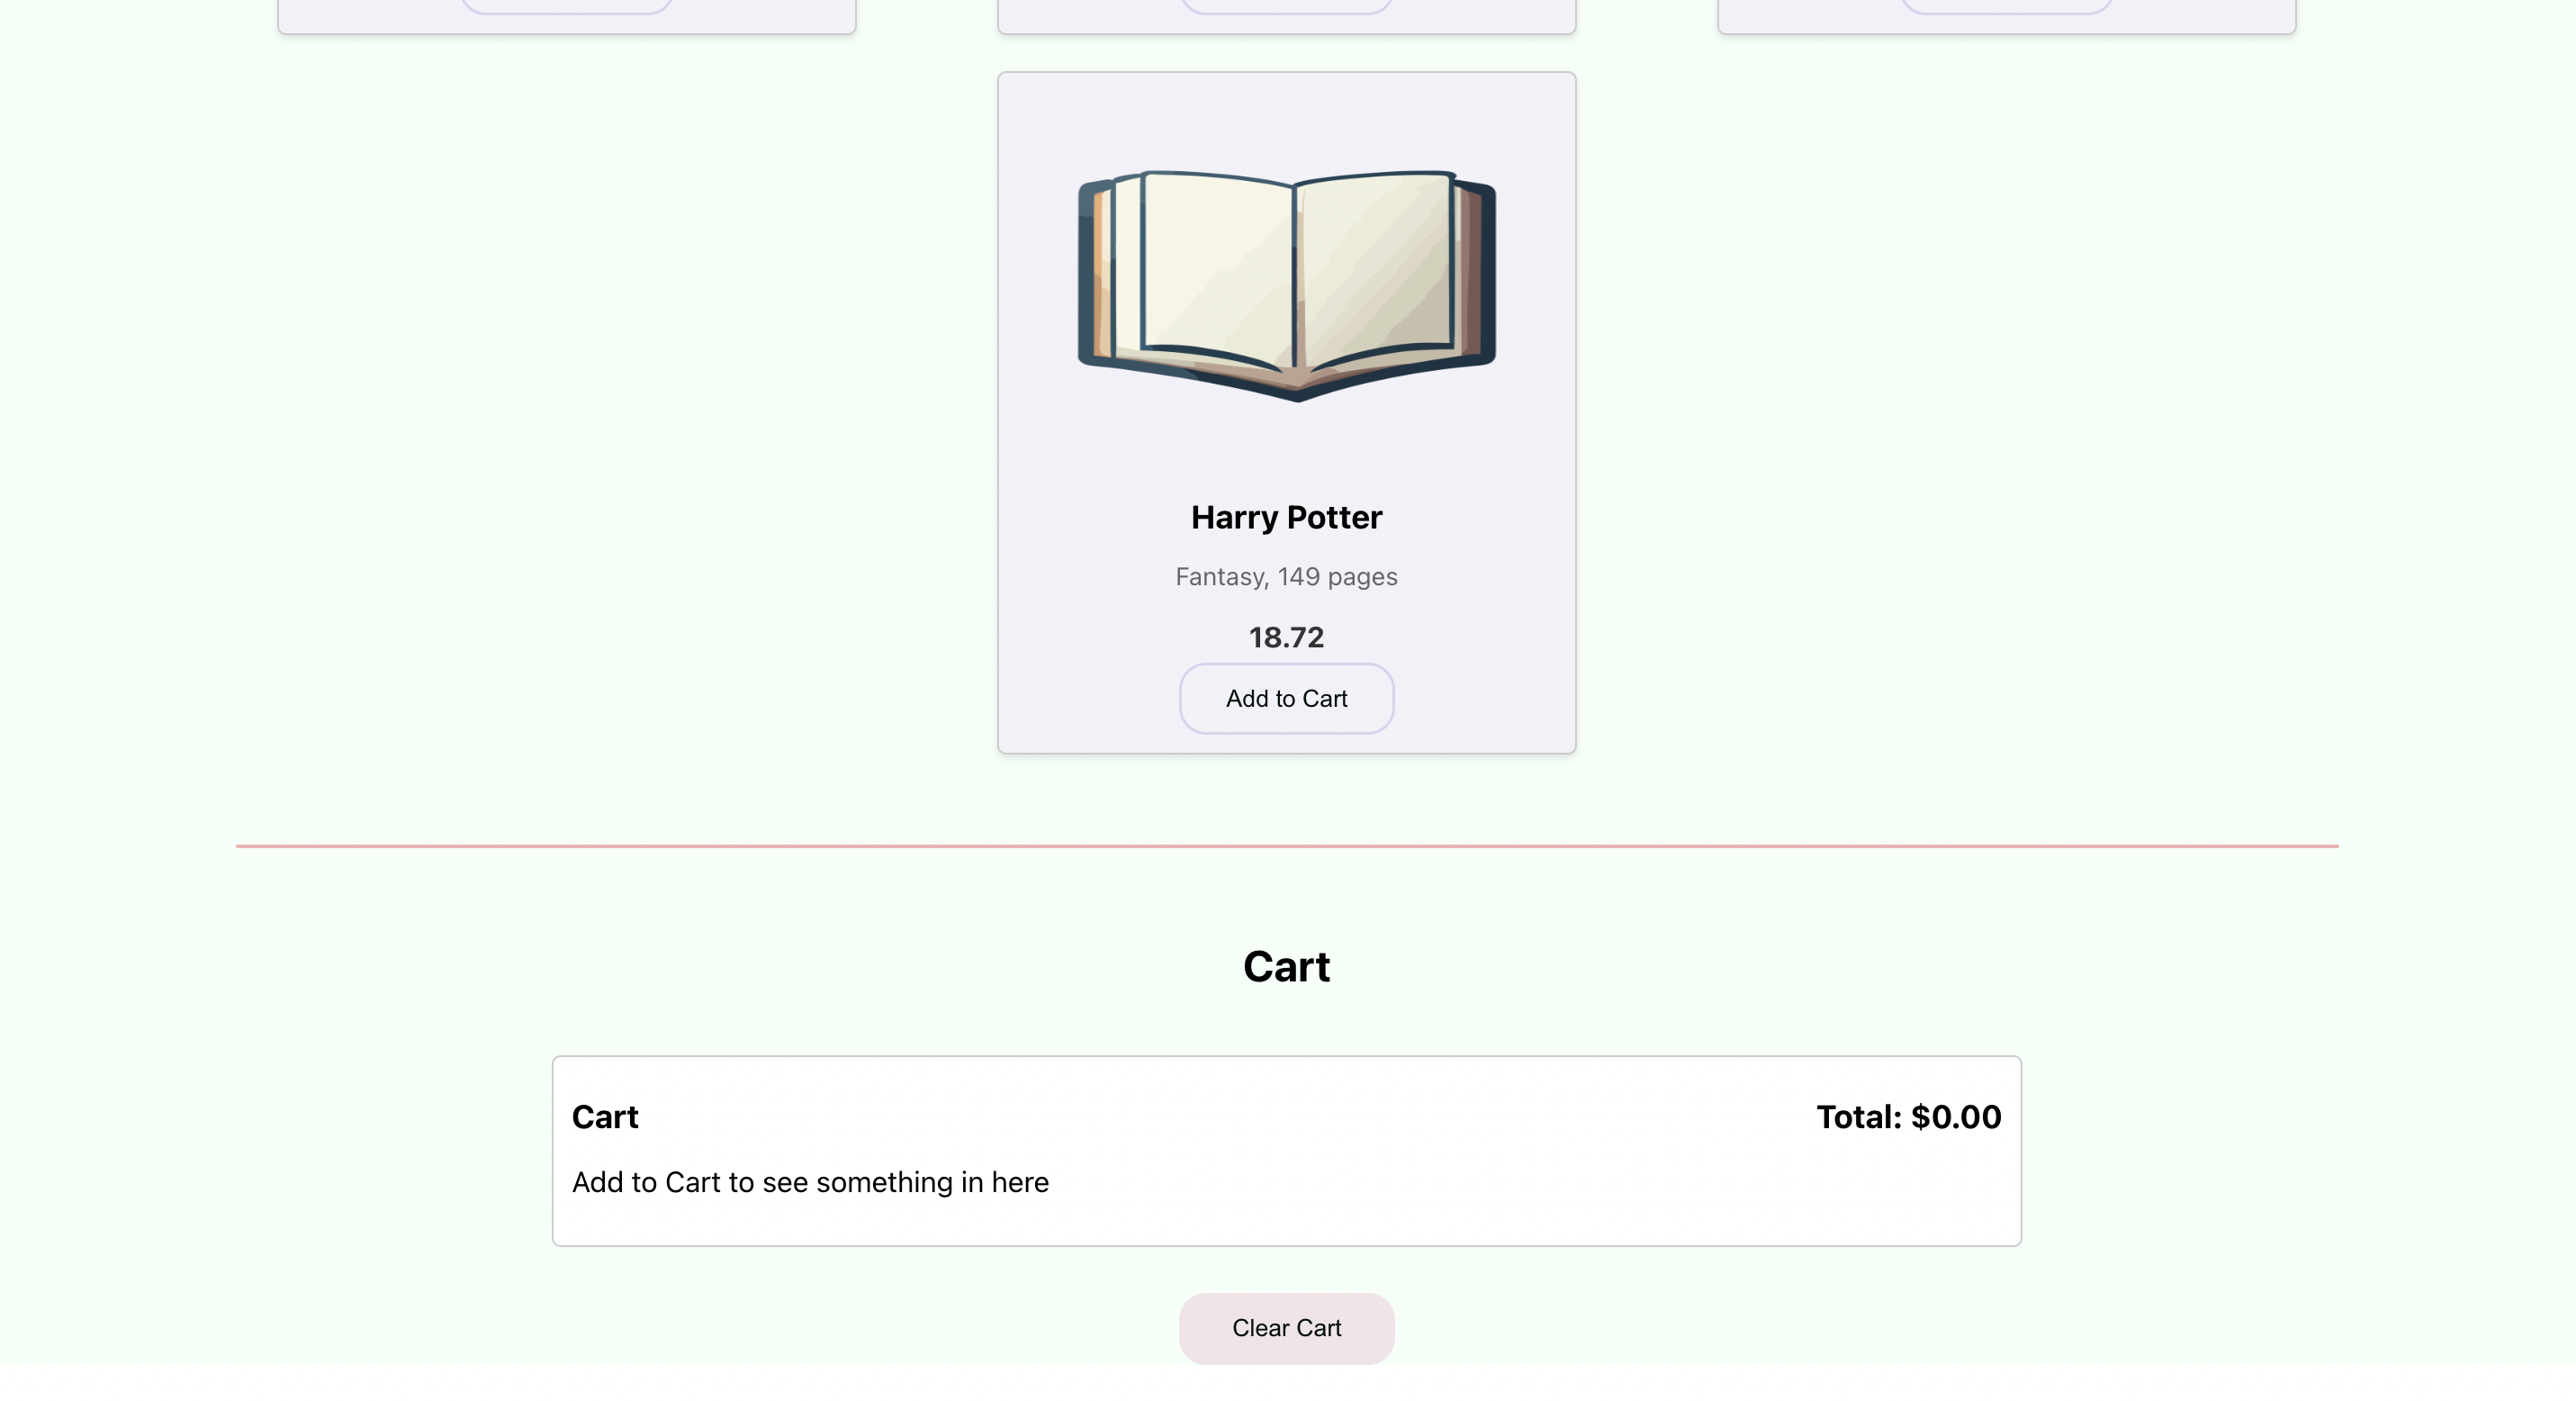 Harry Potter
Fantasy, 149 pages
18.72
Add to Cart
Cart
Cart
Total: $0.00
Add to Cart to see something in here
Clear Cart